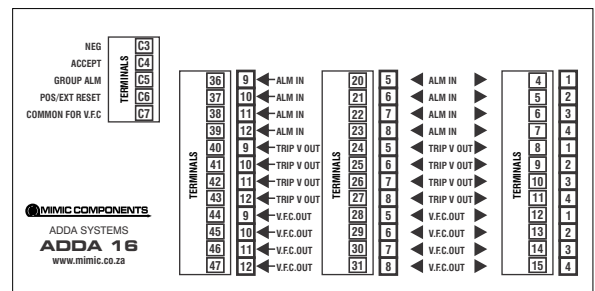 NEG C3
ACCEPT C4
GROUP ALM C5
POS/EXT RESET C6
COMMON FOR V.F.C C7
TERMINALS
MIMIC COMPONENTS
ADDA SYSTEMS
ADDA 16
www.mimic.co.za
TERMINALS
36 9 ALM IN
37 10 ALM IN
38 11 ALM IN
39 12 ALM IN
40 9 TRIP V OUT
41 10 TRIP V OUT
42 11 TRIP V OUT
43 12 TRIP V OUT
44 9 V.F.C.OUT
45 10 V.F.C.OUT
46 11 V.F.C.OUT
47 12 V.F.C.OUT
TERMINALS
20 5 ALM IN
21 6 ALM IN
22 7 ALM IN
23 8 ALM IN
24 5 TRIP V OUT
25 6 TRIP V OUT
26 7 TRIP V OUT
27 8 TRIP V OUT
28 5 V.F.C.OUT
29 6 V.F.C.OUT
30 7 V.F.C.OUT
31 8 V.F.C.OUT
TERMINALS
4 1
5 2
6 3
7 4
8 1
9 2
10 3
11 4
12 1
13 2
14 3
15 4